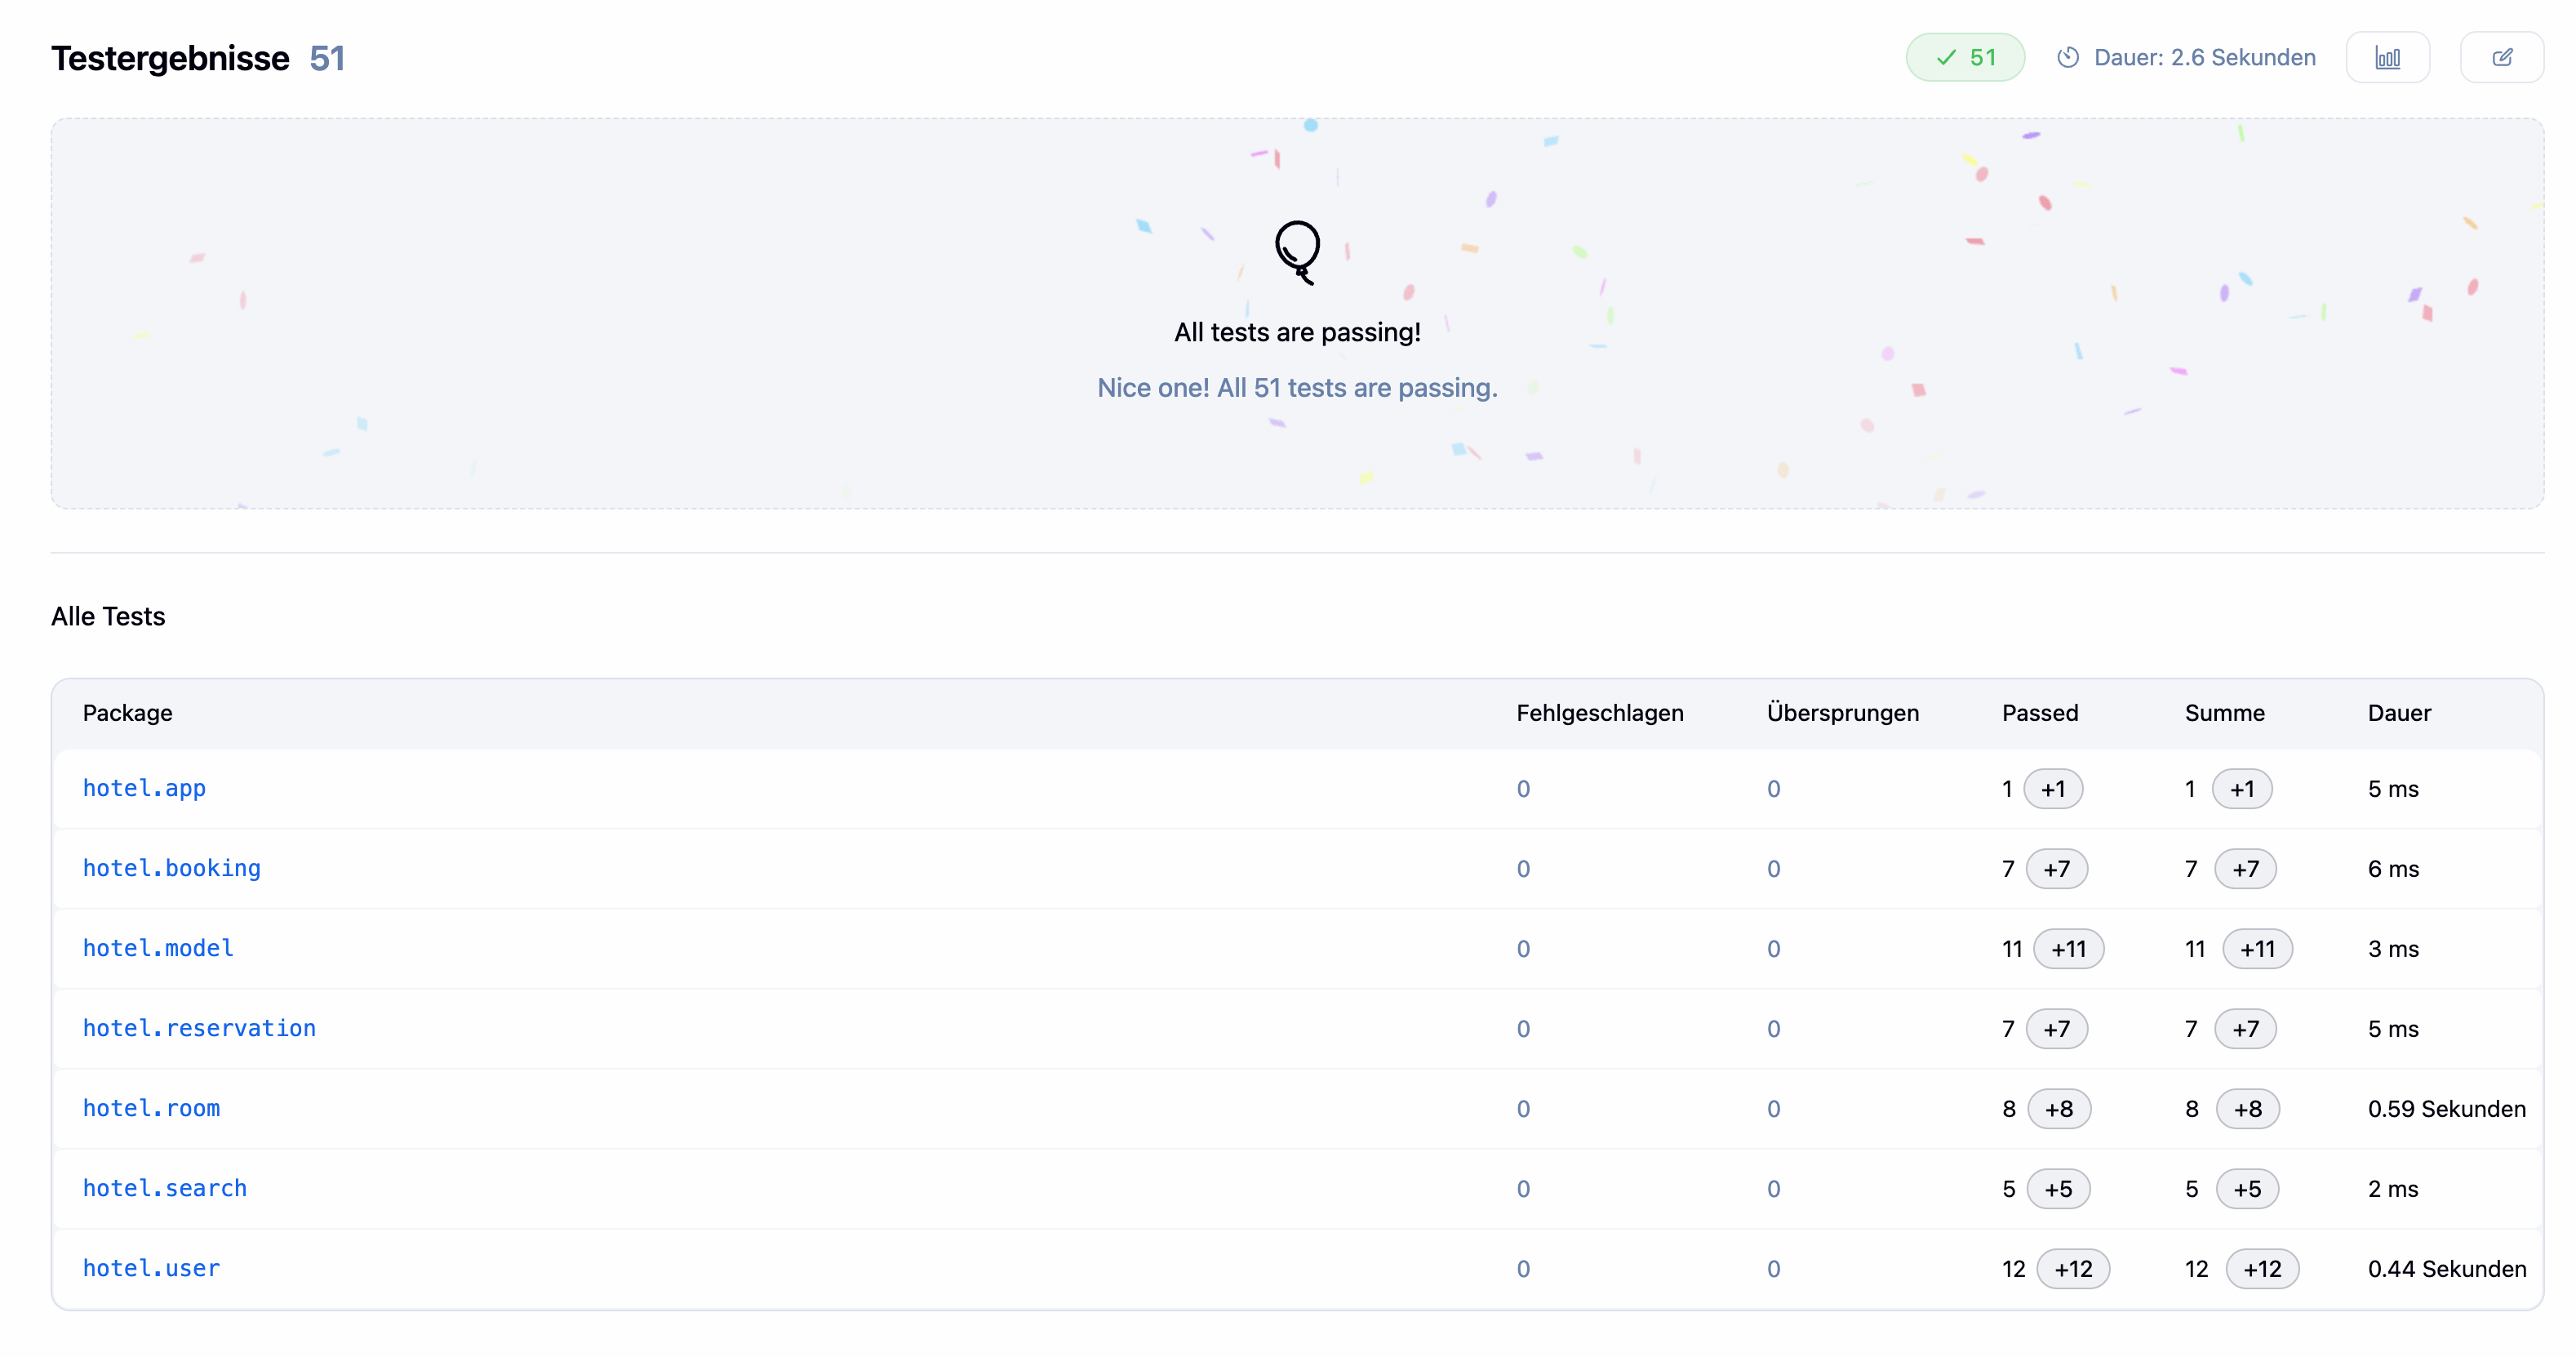 Testergebnisse 51
51 Dauer: 2.6 Sekunden
All tests are passing!
Nice one! All 51 tests are passing.
Alle Tests
Package Fehlgeschlagen Übersprungen Passed Summe Dauer
hotel.app 0 0 1 +1 1 +1 5 ms
hotel.booking 0 0 7 +7 7 +7 6 ms
hotel.model 0 0 11 +11 11 +11 3 ms
hotel.reservation 0 0 7 +7 7 +7 5 ms
hotel.room 0 0 8 +8 8 +8 0.59 Sekunden
hotel.search 0 0 5 +5 5 +5 2 ms
hotel.user 0 0 12 +12 12 +12 0.44 Sekunden